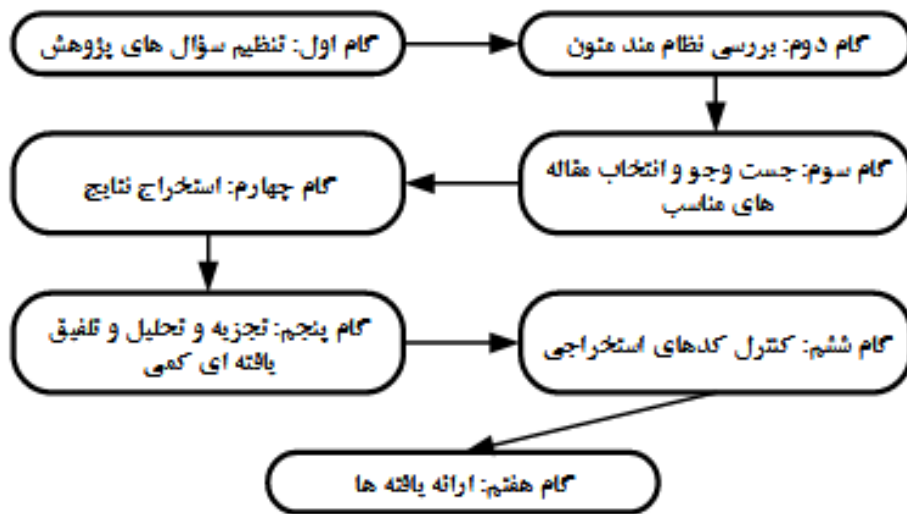 گام اول: تنظیم سؤال های پژوهش
گام دوم: بررسی نظام مند متون
گام سوم: جست وجو و انتخاب مقاله
های مناسب
گام چهارم: استخراج نتایج
گام پنجم: تجزیه و تحلیل و تلفیق
یافته ای کمی
گام ششم: کنترل کدهای استخراجی
گام هفتم: ارائه یافته ها